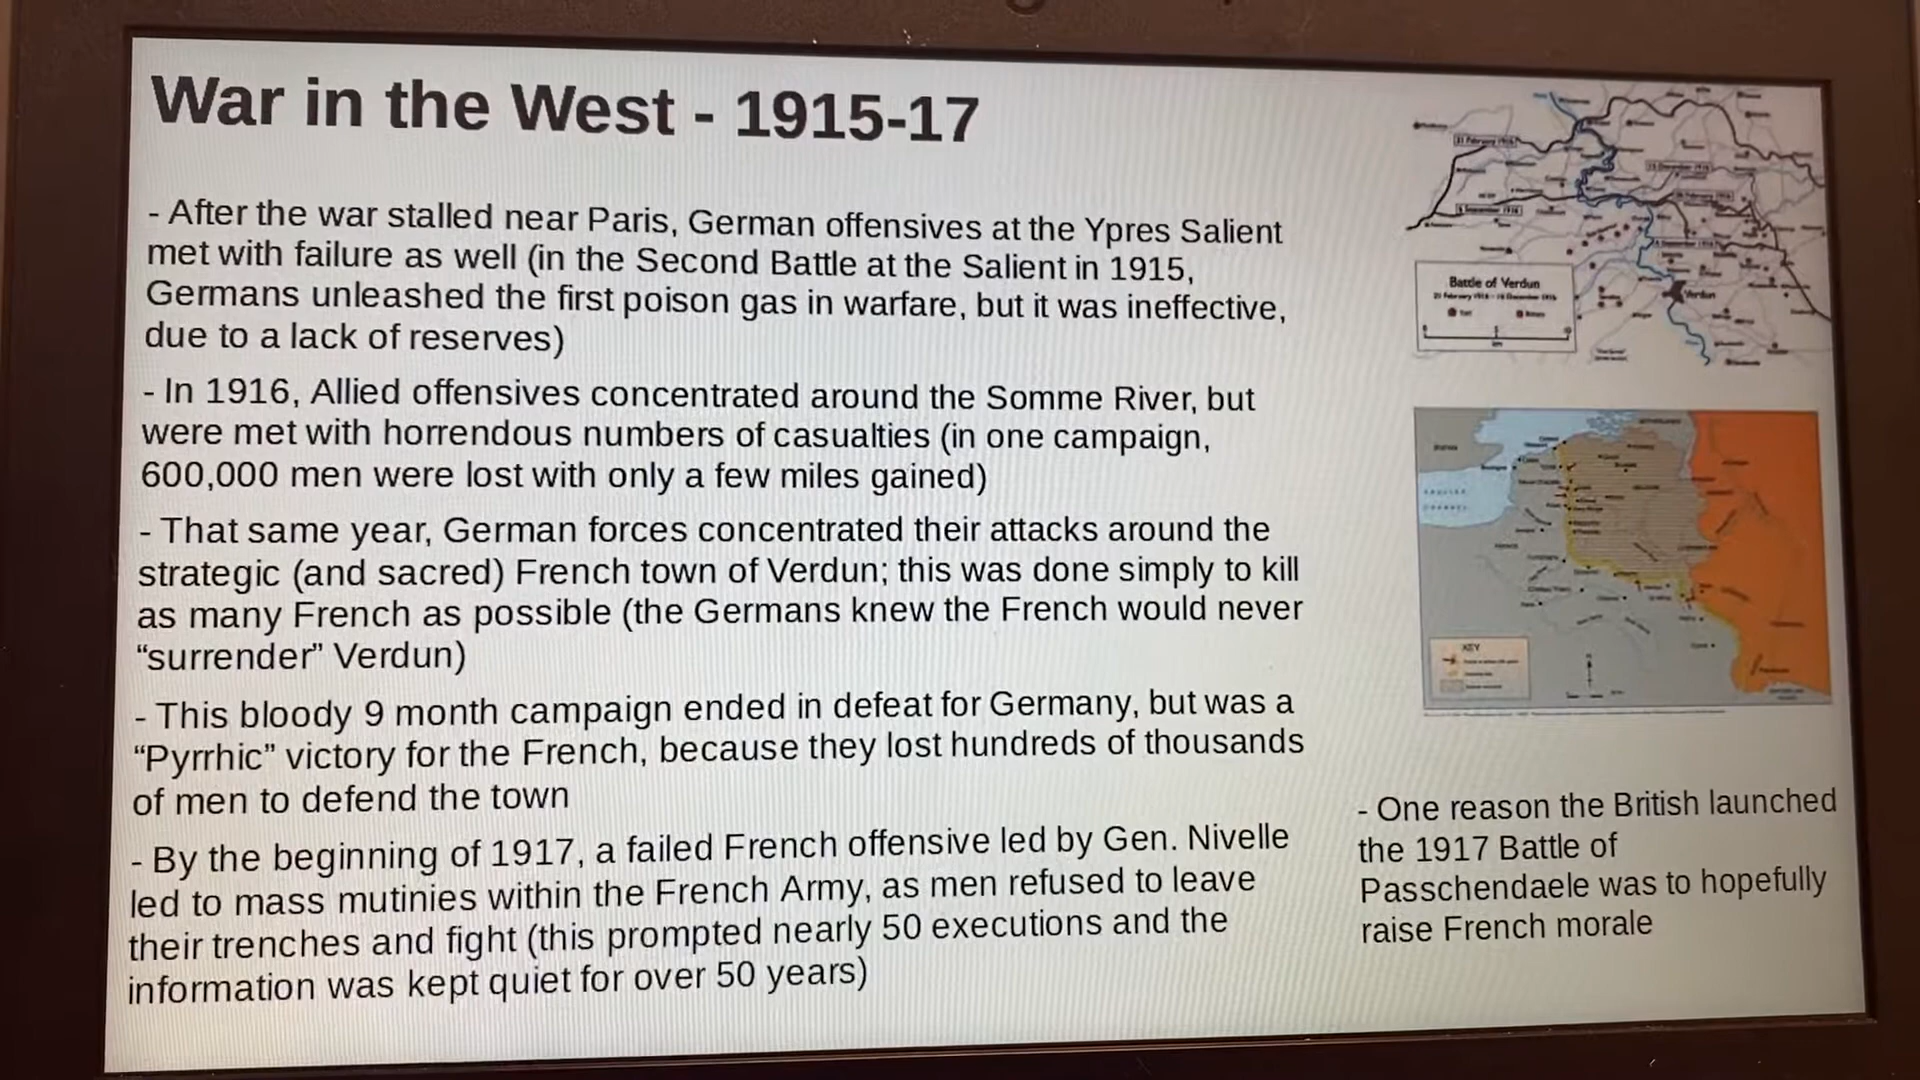 War in the West - 1915-17
- After the war stalled near Paris, German offensives at the Ypres Salient
met with failure as well (in the Second Battle at the Salient in 1915,
Germans unleashed the first poison gas in warfare, but it was ineffective,
due to a lack of reserves)
- In 1916, Allied offensives concentrated around the Somme River, but
were met with horrendous numbers of casualties (in one campaign,
600,000 men were lost with only a few miles gained)
- That same year, German forces concentrated their attacks around the
strategic (and sacred) French town of Verdun; this was done simply to kill
as many French as possible (the Germans knew the French would never
“surrender” Verdun)
- This bloody 9 month campaign ended in defeat for Germany, but was a
“Pyrrhic” victory for the French, because they lost hundreds of thousands
of men to defend the town
- By the beginning of 1917, a failed French offensive led by Gen. Nivelle
led to mass mutinies within the French Army, as men refused to leave
their trenches and fight (this prompted nearly 50 executions and the
information was kept quiet for over 50 years)
21 February 1916
Battle of Verdun
21 February 1916 - 18 December 1916
Verdun
KEY
- One reason the British launched
the 1917 Battle of
Passchendaele was to hopefully
raise French morale